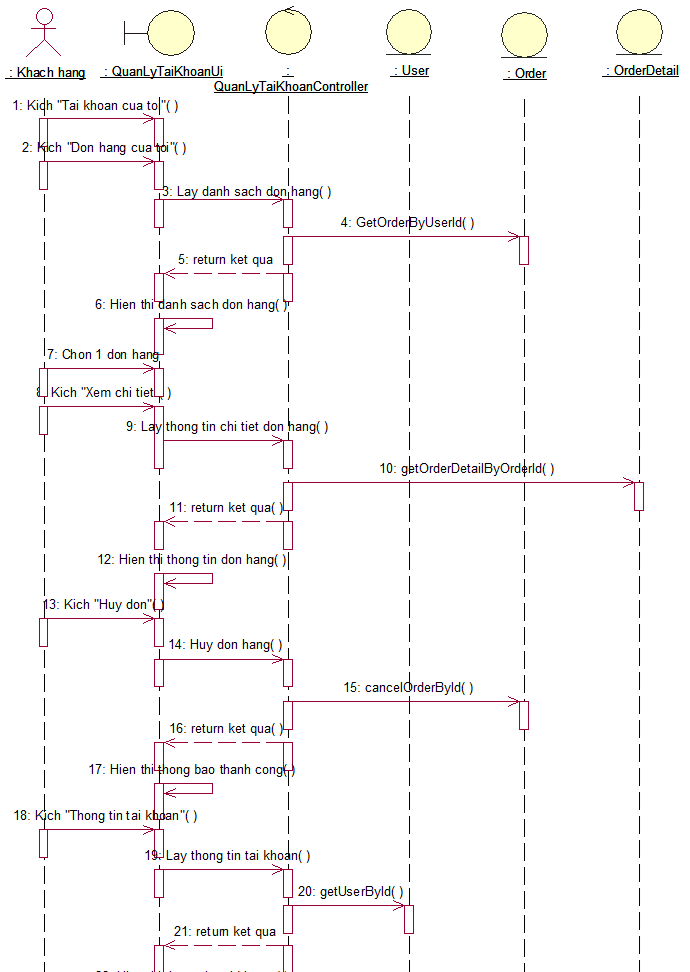 : Khach hang
: QuanLyTaiKhoanUi
:
QuanLyTaiKhoanController
: User
: Order
: OrderDetail
1: Kich "Tai khoan cua toi"( )
2: Kich "Don hang cua toi"( )
3: Lay danh sach don hang( )
4: GetOrderByUserId( )
5: return ket qua
6: Hien thi danh sach don hang( )
7: Chon 1 don hang
8: Kich "Xem chi tiet"( )
9: Lay thong tin chi tiet don hang( )
10: getOrderDetailByOrderId( )
11: return ket qua( )
12: Hien thi thong tin don hang( )
13: Kich "Huy don"( )
14: Huy don hang( )
15: cancelOrderById( )
16: return ket qua( )
17: Hien thi thong bao thanh cong( )
18: Kich "Thong tin tai khoan"( )
19: Lay thong tin tai khoan( )
20: getUserById( )
21: return ket qua